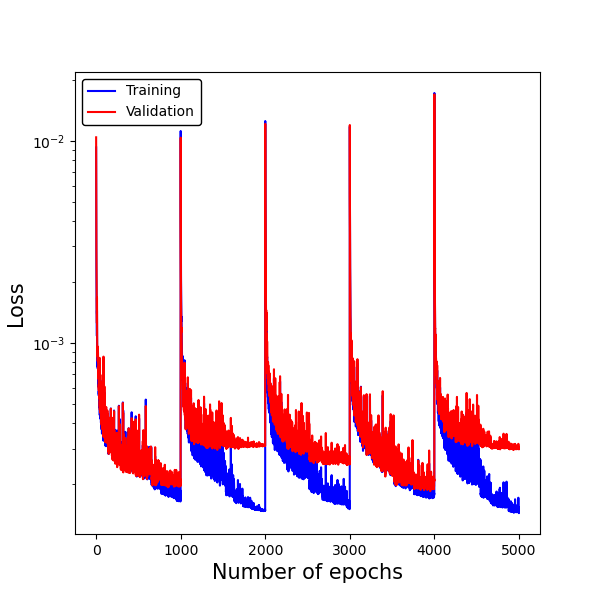 Training
Validation
10⁻²
10⁻³
Loss
0 1000 2000 3000 4000 5000
Number of epochs